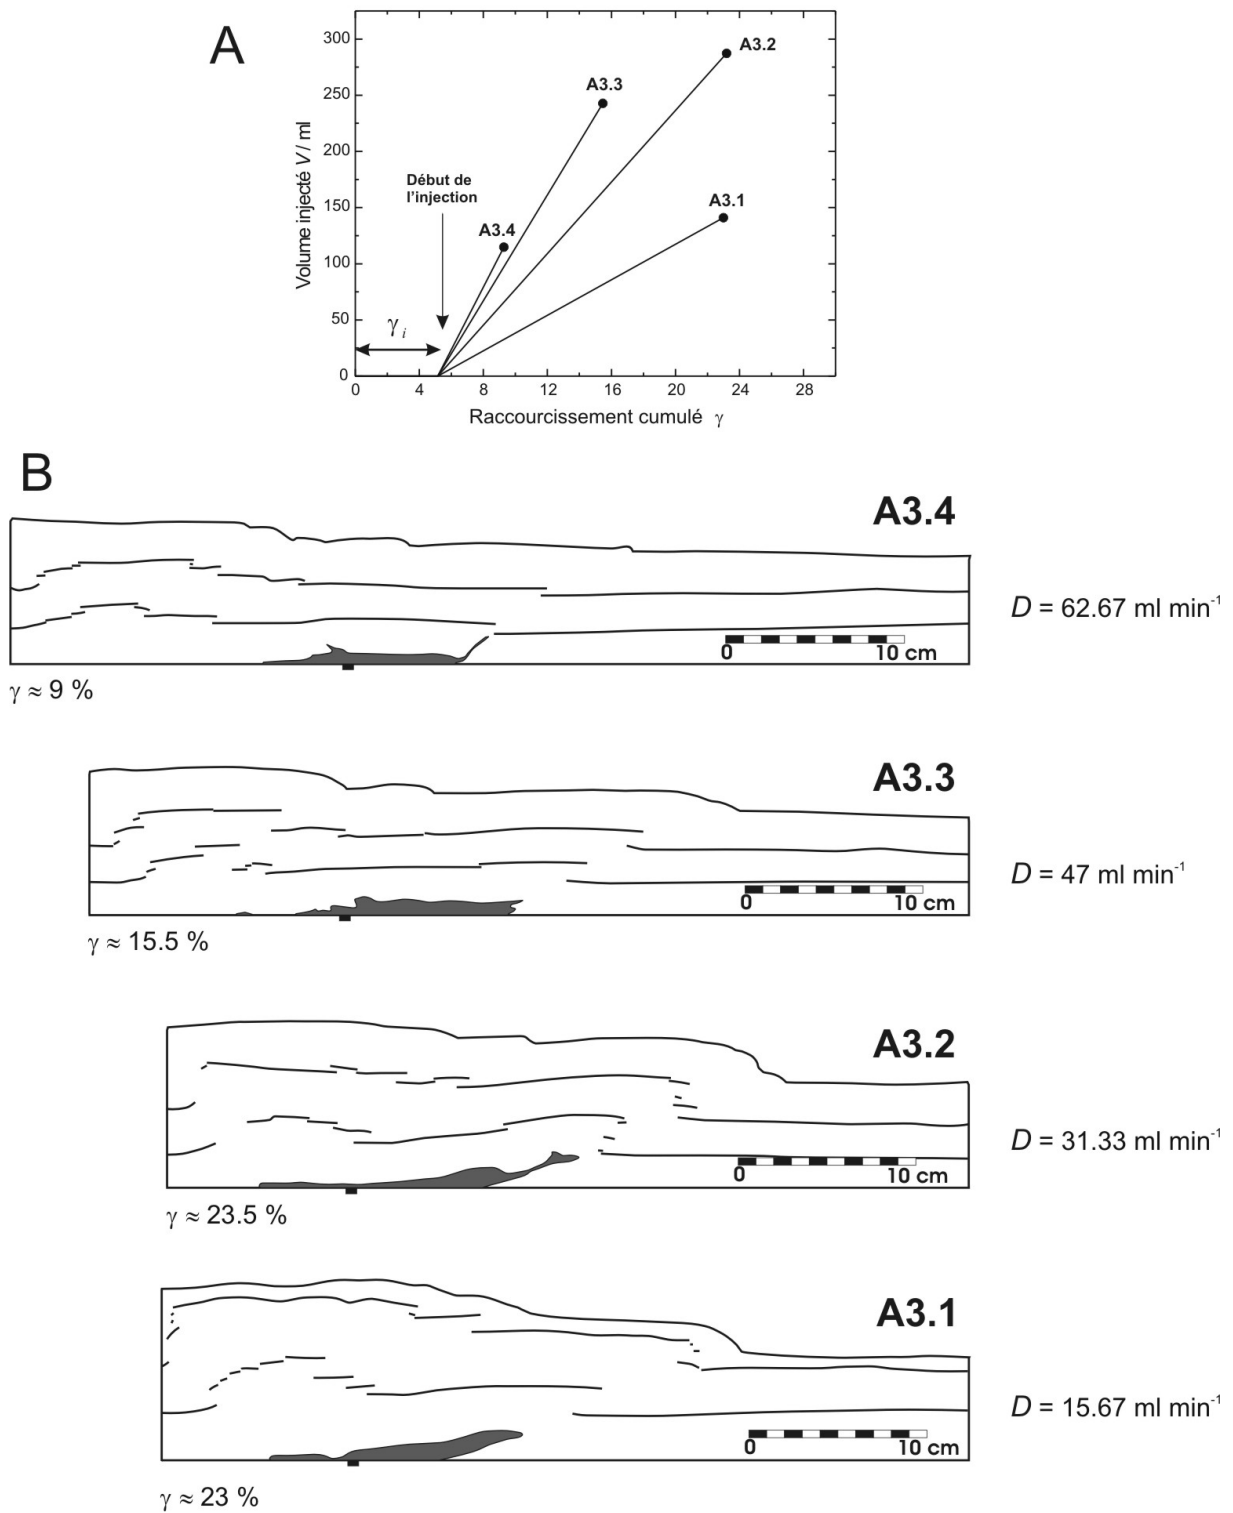 A
300
250
200
150
100
50
0
Volume injecté V / ml
A3.2
A3.3
Début de
l'injection
A3.1
A3.4
γ i
0 4 8 12 16 20 24 28
Raccourcissement cumulé γ
B
A3.4
D = 62.67 ml min⁻¹
0 10 cm
γ ≈ 9 %
A3.3
D = 47 ml min⁻¹
0 10 cm
γ ≈ 15.5 %
A3.2
D = 31.33 ml min⁻¹
0 10 cm
γ ≈ 23.5 %
A3.1
D = 15.67 ml min⁻¹
0 10 cm
γ ≈ 23 %